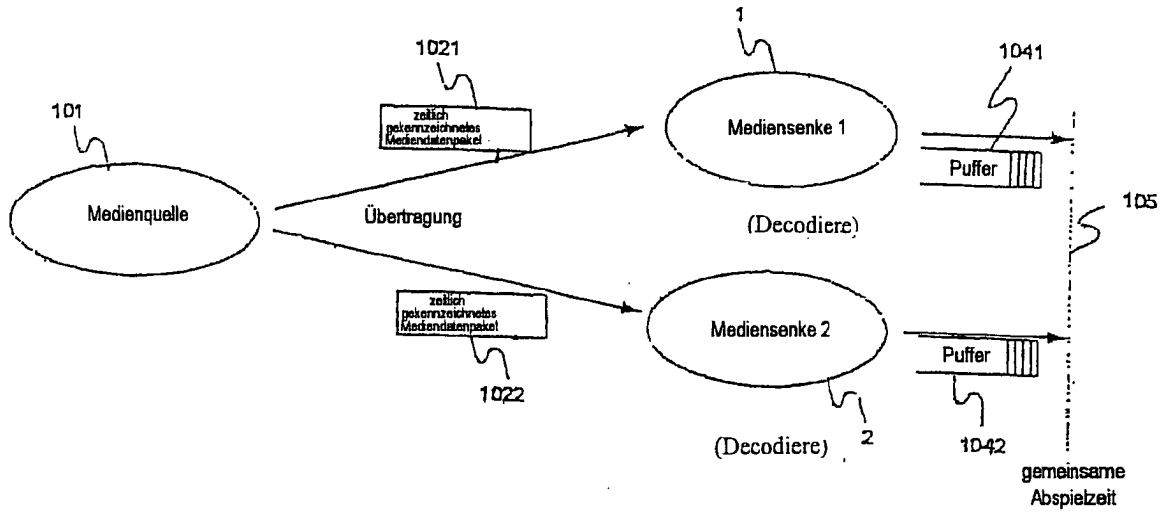 1
1021
1041
101
zeitlich
gekennzeichnetes
Mediendatenpaket
Mediensenke 1
Puffer
Medienquelle
Übertragung
(Decodiere)
105
zeitlich
gekennzeichnetes
Mediendatenpaket
Mediensenke 2
Puffer
1022
2
1042
(Decodiere)
gemeinsame
Abspielzeit